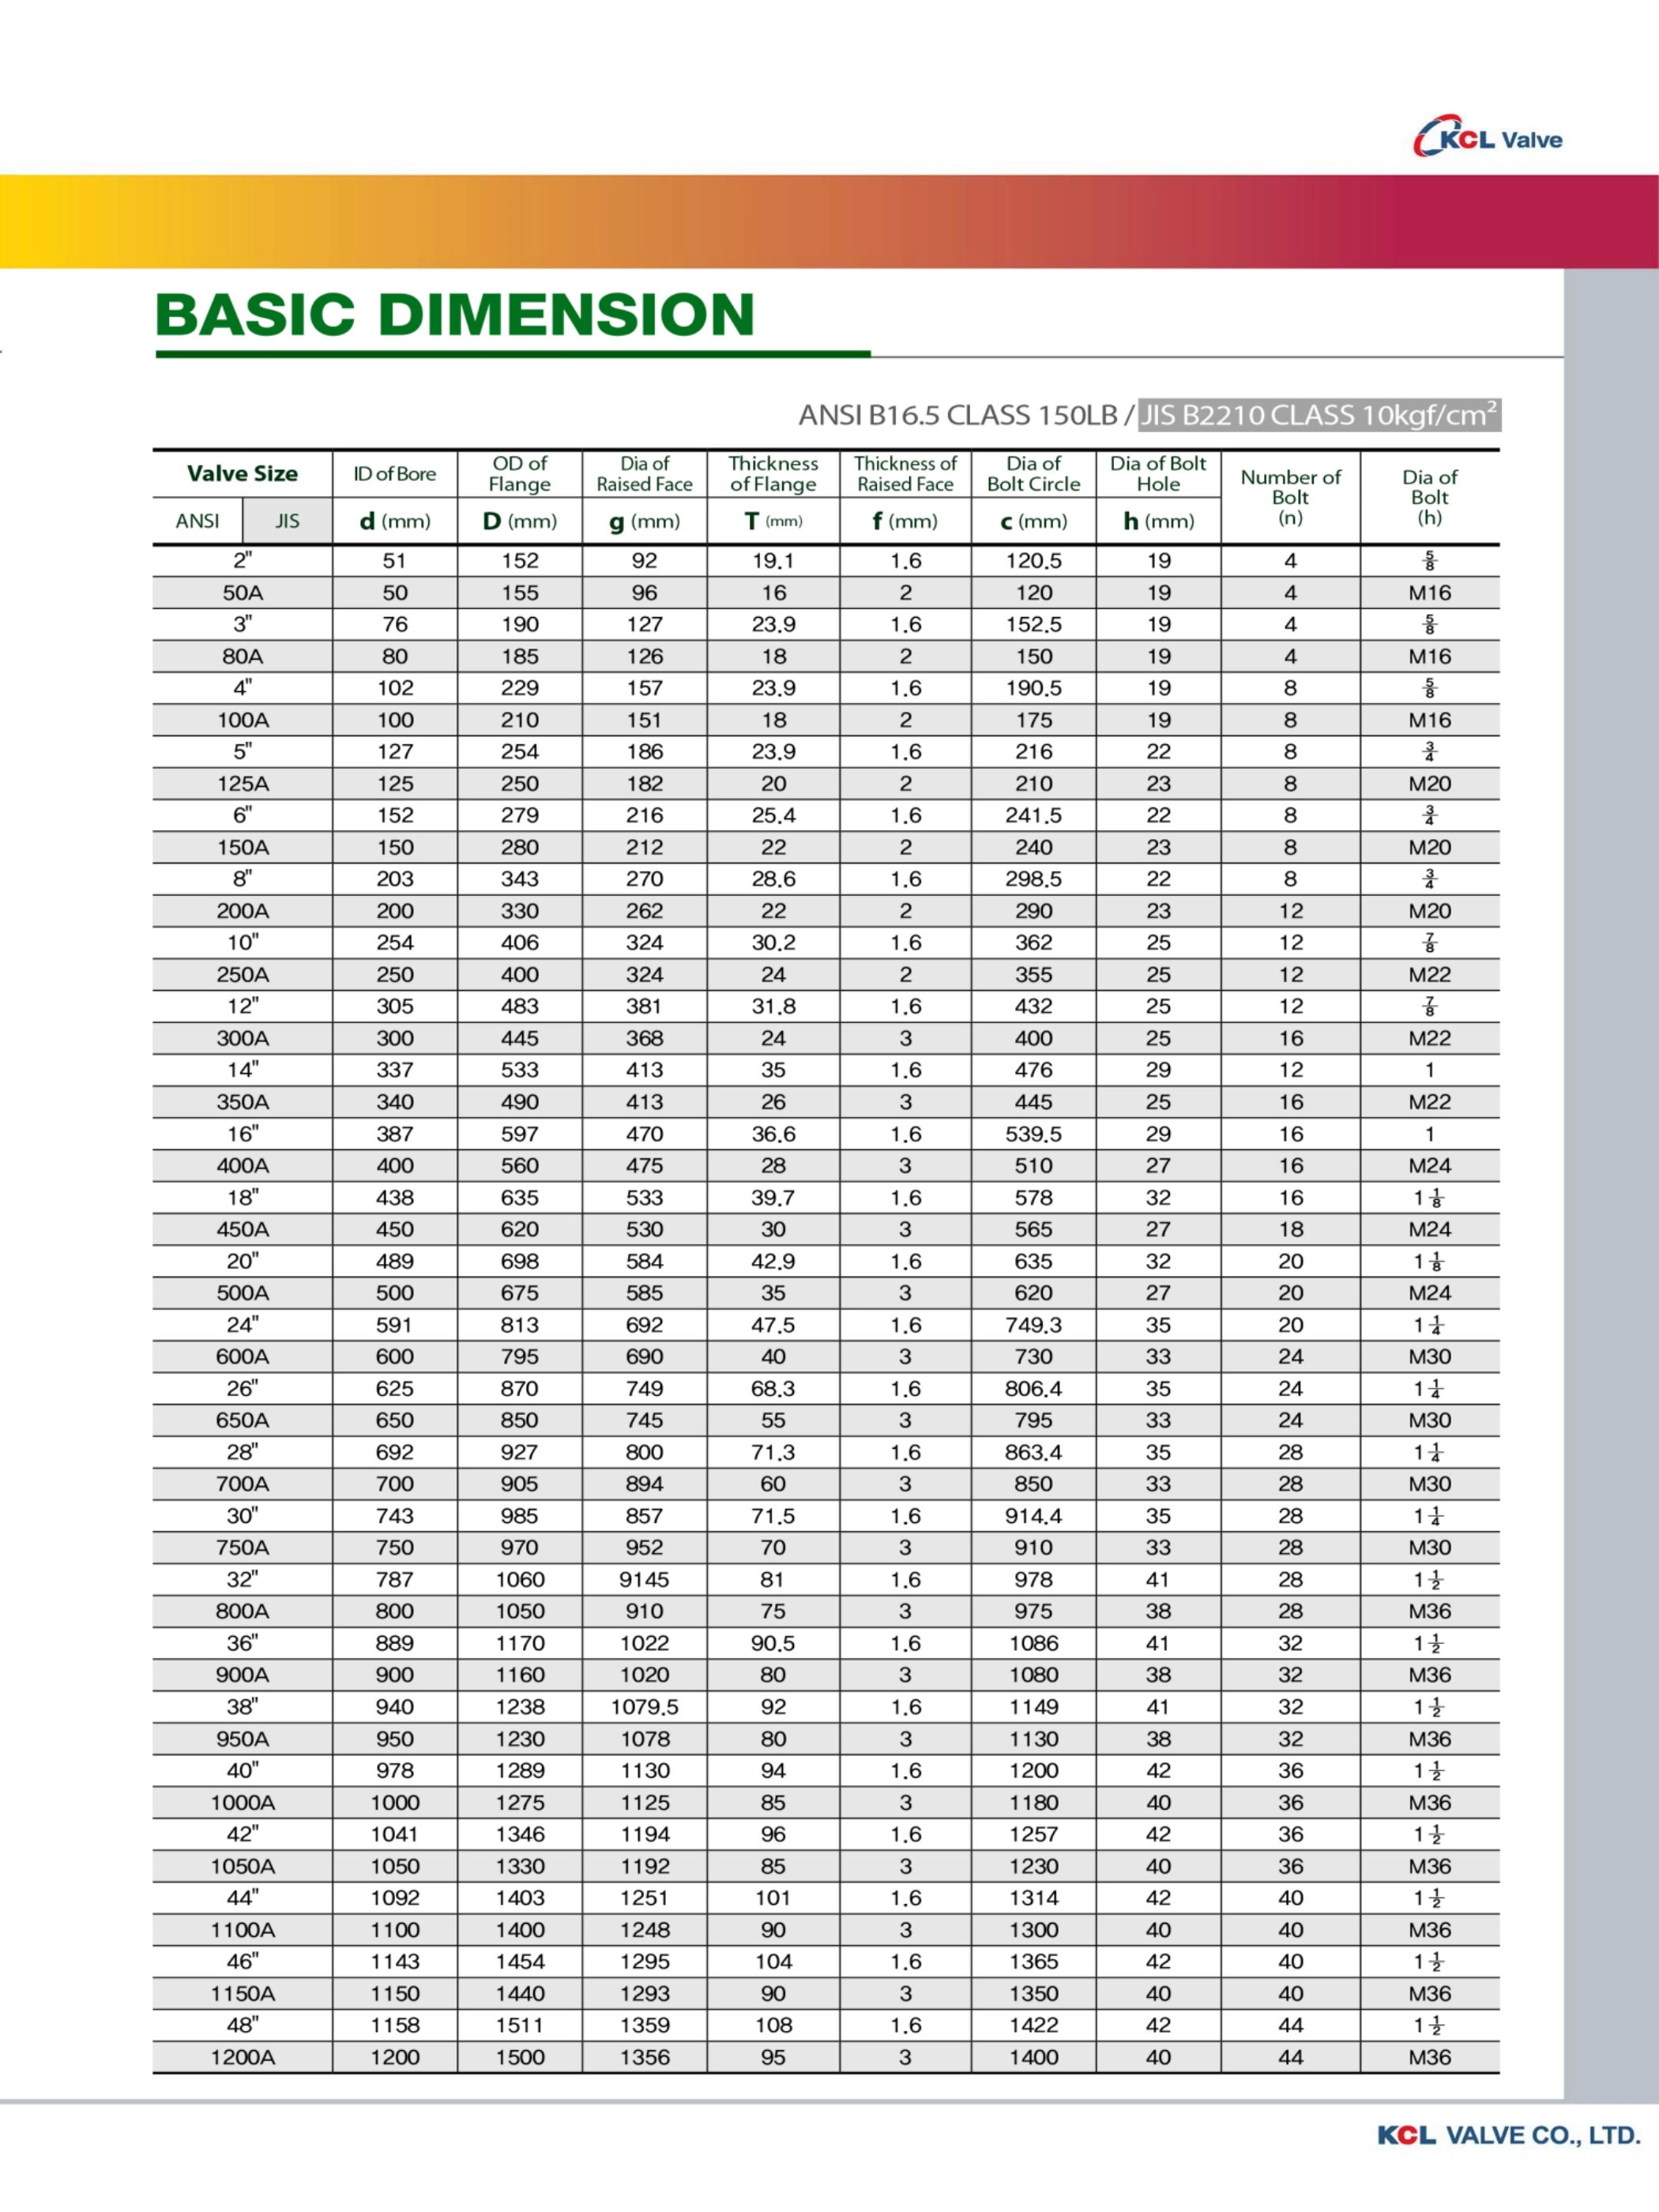 KCL Valve
BASIC DIMENSION
ANSI B16.5 CLASS 150LB / JIS B2210 CLASS 10kgf/cm²
Valve Size ID of Bore OD of Flange Dia of Raised Face Thickness of Flange Thickness of Raised Face Dia of Bolt Circle Dia of Bolt Hole Number of Bolt (n) Dia of Bolt (h)
ANSI JIS d (mm) D (mm) g (mm) T (mm) f (mm) c (mm) h (mm)
2" 51 152 92 19.1 1.6 120.5 19 4 5/8
50A 50 155 96 16 2 120 19 4 M16
3" 76 190 127 23.9 1.6 152.5 19 4 5/8
80A 80 185 126 18 2 150 19 4 M16
4" 102 229 157 23.9 1.6 190.5 19 8 5/8
100A 100 210 151 18 2 175 19 8 M16
5" 127 254 186 23.9 1.6 216 22 8 3/4
125A 125 250 182 20 2 210 23 8 M20
6" 152 279 216 25.4 1.6 241.5 22 8 3/4
150A 150 280 212 22 2 240 23 8 M20
8" 203 343 270 28.6 1.6 298.5 22 8 3/4
200A 200 330 262 22 2 290 23 12 M20
10" 254 406 324 30.2 1.6 362 25 12 7/8
250A 250 400 324 24 2 355 25 12 M22
12" 305 483 381 31.8 1.6 432 25 12 7/8
300A 300 445 368 24 3 400 25 16 M22
14" 337 533 413 35 1.6 476 29 12 1
350A 340 490 413 26 3 445 25 16 M22
16" 387 597 470 36.6 1.6 539.5 29 16 1
400A 400 560 475 28 3 510 27 16 M24
18" 438 635 533 39.7 1.6 578 32 16 1 1/8
450A 450 620 530 30 3 565 27 18 M24
20" 489 698 584 42.9 1.6 635 32 20 1 1/8
500A 500 675 585 35 3 620 27 20 M24
24" 591 813 692 47.5 1.6 749.3 35 20 1 1/4
600A 600 795 690 40 3 730 33 24 M30
26" 625 870 749 68.3 1.6 806.4 35 24 1 1/4
650A 650 850 745 55 3 795 33 24 M30
28" 692 927 800 71.3 1.6 863.4 35 28 1 1/4
700A 700 905 894 60 3 850 33 28 M30
30" 743 985 857 71.5 1.6 914.4 35 28 1 1/4
750A 750 970 952 70 3 910 33 28 M30
32" 787 1060 9145 81 1.6 978 41 28 1 1/2
800A 800 1050 910 75 3 975 38 28 M36
36" 889 1170 1022 90.5 1.6 1086 41 32 1 1/2
900A 900 1160 1020 80 3 1080 38 32 M36
38" 940 1238 1079.5 92 1.6 1149 41 32 1 1/2
950A 950 1230 1078 80 3 1130 38 32 M36
40" 978 1289 1130 94 1.6 1200 42 36 1 1/2
1000A 1000 1275 1125 85 3 1180 40 36 M36
42" 1041 1346 1194 96 1.6 1257 42 36 1 1/2
1050A 1050 1330 1192 85 3 1230 40 36 M36
44" 1092 1403 1251 101 1.6 1314 42 40 1 1/2
1100A 1100 1400 1248 90 3 1300 40 40 M36
46" 1143 1454 1295 104 1.6 1365 42 40 1 1/2
1150A 1150 1440 1293 90 3 1350 40 40 M36
48" 1158 1511 1359 108 1.6 1422 42 44 1 1/2
1200A 1200 1500 1356 95 3 1400 40 44 M36
KCL VALVE CO., LTD.